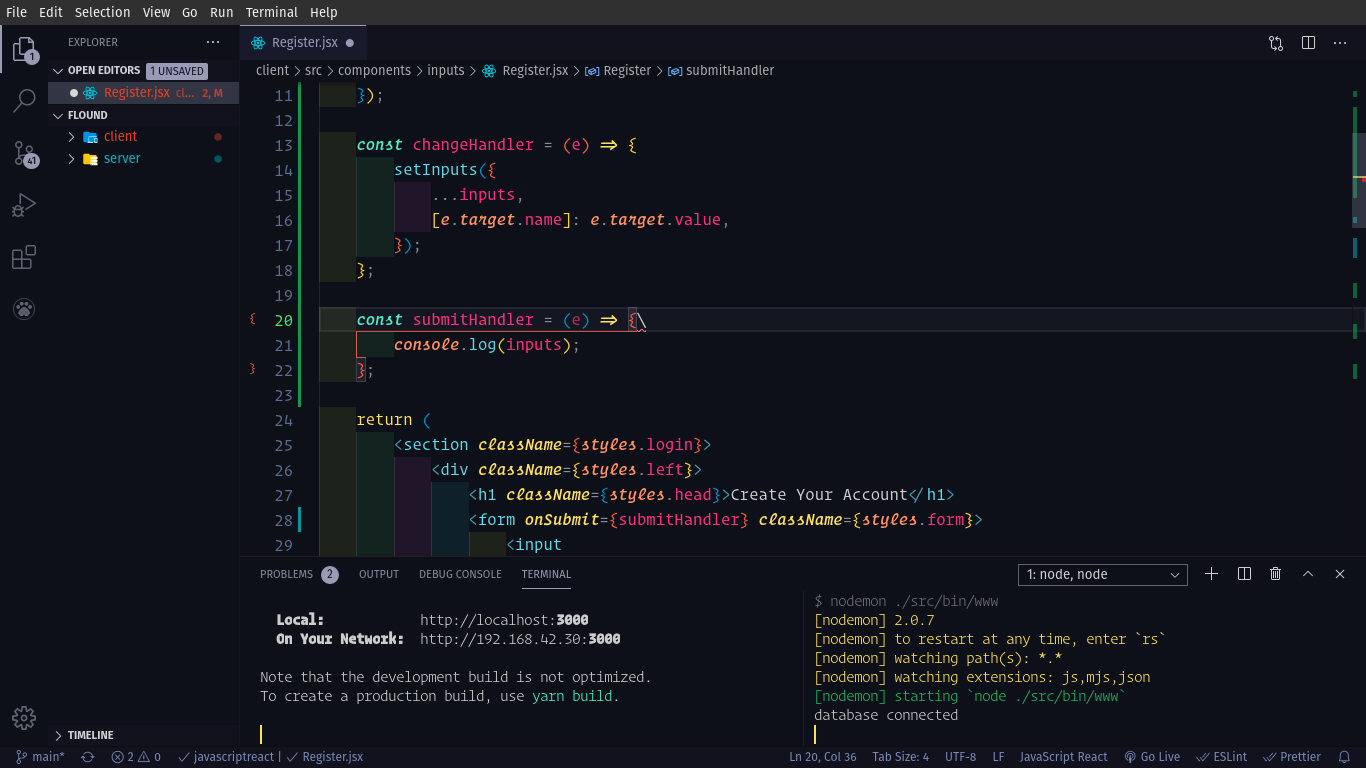 File Edit Selection View Go Run Terminal Help
EXPLORER ···
Register.jsx ●
1
OPEN EDITORS 1 UNSAVED
● Register.jsx cl... 2, M
FLOUND
client
server
41
TIMELINE
client > src > components > inputs > Register.jsx > Register > submitHandler
11 });
12
13 const changeHandler = (e) => {
14 setInputs({
15 ...inputs,
16 [e.target.name]: e.target.value,
17 });
18 };
19
{ 20 const submitHandler = (e) => {\
21 console.log(inputs);
} 22 };
23
24 return (
25 <section className={styles.login}>
26 <div className={styles.left}>
27 <h1 className={styles.head}>Create Your Account</h1>
28 <form onSubmit={submitHandler} className={styles.form}>
29 <input
PROBLEMS 2 OUTPUT DEBUG CONSOLE TERMINAL 1: node, node
Local: http://localhost:3000
On Your Network: http://192.168.42.30:3000
Note that the development build is not optimized.
To create a production build, use yarn build.
$ nodemon ./src/bin/www
[nodemon] 2.0.7
[nodemon] to restart at any time, enter `rs`
[nodemon] watching path(s): *.*
[nodemon] watching extensions: js,mjs,json
[nodemon] starting `node ./src/bin/www`
database connected
main* 2 0 javascriptreact | Register.jsx Ln 20, Col 36 Tab Size: 4 UTF-8 LF JavaScript React Go Live ESLint Prettier